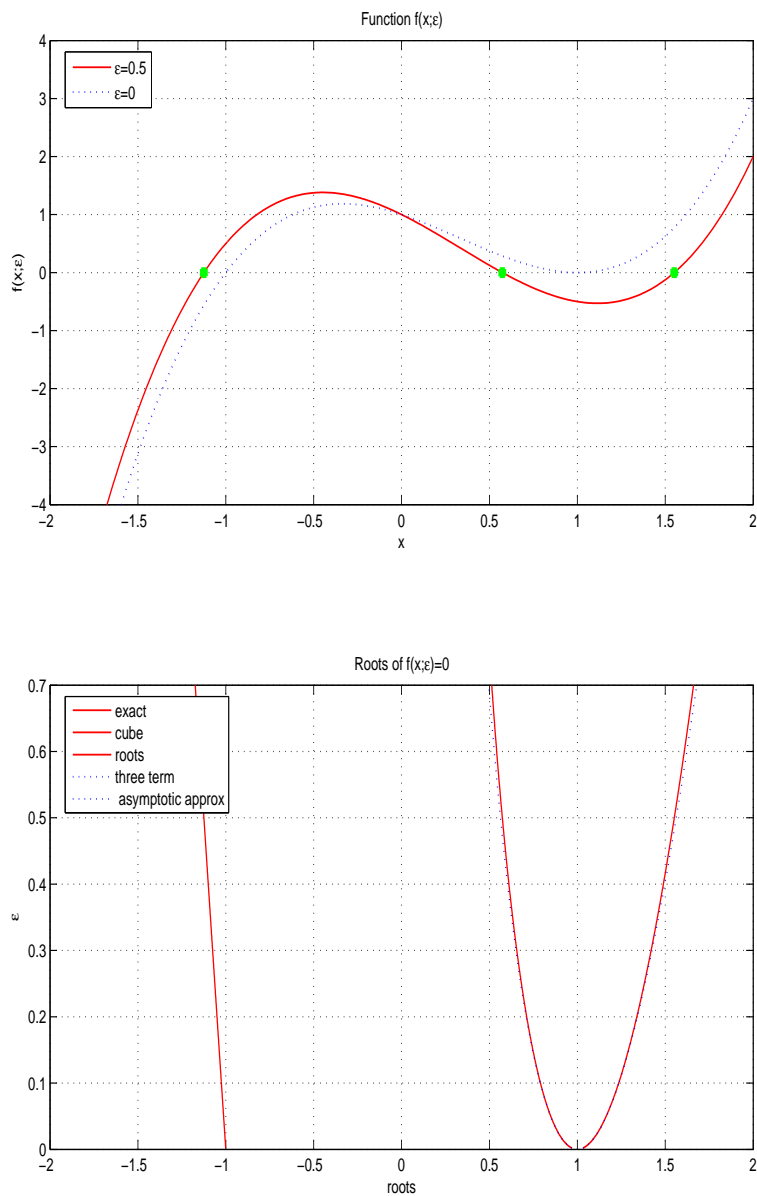 Function f(x;ε)
4
3
2
1
0
−1
−2
−3
−4
f(x;ε)
ε=0.5
ε=0
−2 −1.5 −1 −0.5 0 0.5 1 1.5 2
x
Roots of f(x;ε)=0
0.7
0.6
0.5
0.4
0.3
0.2
0.1
0
ε
exact
cube
roots
three term
asymptotic approx
−2 −1.5 −1 −0.5 0 0.5 1 1.5 2
roots